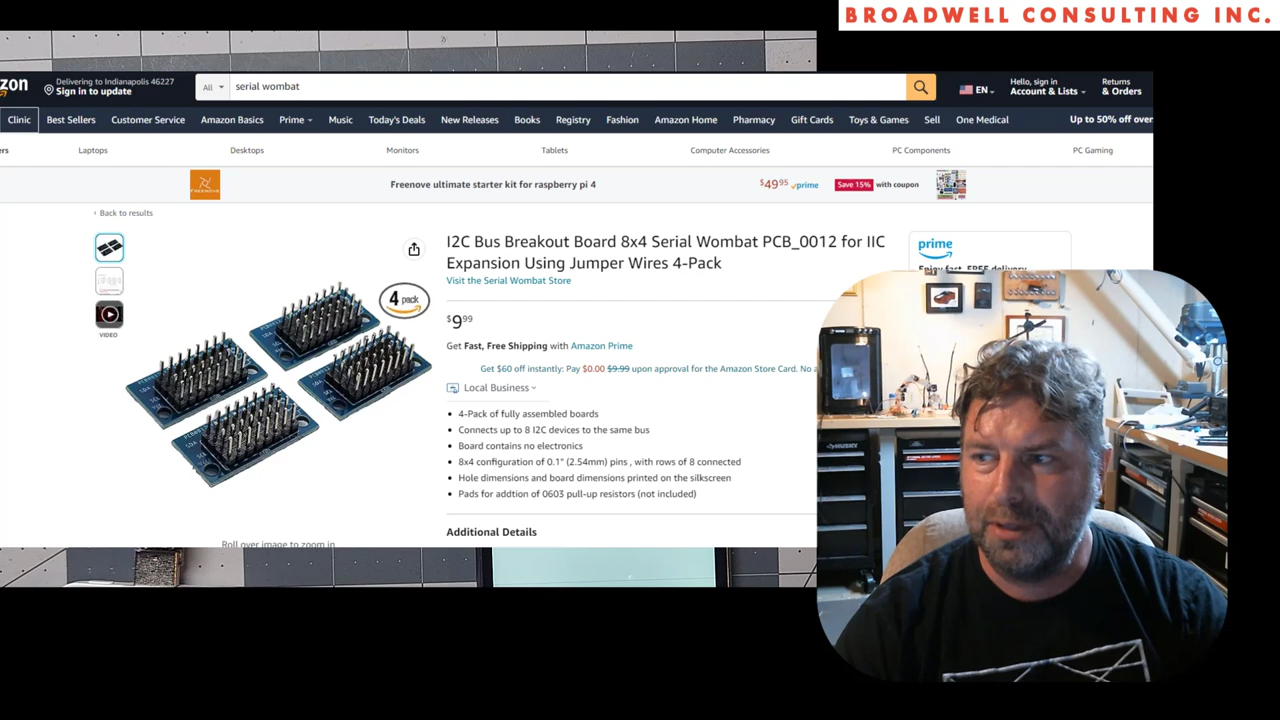 BROADWELL CONSULTING INC.
zon
Delivering to Indianapolis 46227
Sign in to update
All
serial wombat
EN
Hello, sign in
Account & Lists
Returns
& Orders
Clinic
Best Sellers
Customer Service
Amazon Basics
Prime
Music
Today's Deals
New Releases
Books
Registry
Fashion
Amazon Home
Pharmacy
Gift Cards
Toys & Games
Sell
One Medical
Up to 50% off over
ers
Laptops
Desktops
Monitors
Tablets
Computer Accessories
PC Components
PC Gaming
FREENOVE
Freenove ultimate starter kit for raspberry pi 4
$49.95 prime
Save 15% with coupon
‹ Back to results
VIDEO
4 pack
I2C Bus Breakout Board 8x4 Serial Wombat PCB_0012 for IIC
Expansion Using Jumper Wires 4-Pack
Visit the Serial Wombat Store
$9.99
Get Fast, Free Shipping with Amazon Prime
Get $60 off instantly: Pay $0.00 $9.99 upon approval for the Amazon Store Card. No a
Local Business
• 4-Pack of fully assembled boards
• Connects up to 8 I2C devices to the same bus
• Board contains no electronics
• 8x4 configuration of 0.1" (2.54mm) pins , with rows of 8 connected
• Hole dimensions and board dimensions printed on the silkscreen
• Pads for addtion of 0603 pull-up resistors (not included)
Additional Details
Roll over image to zoom in
prime
Enjoy fast, FREE delivery,
HUSKY